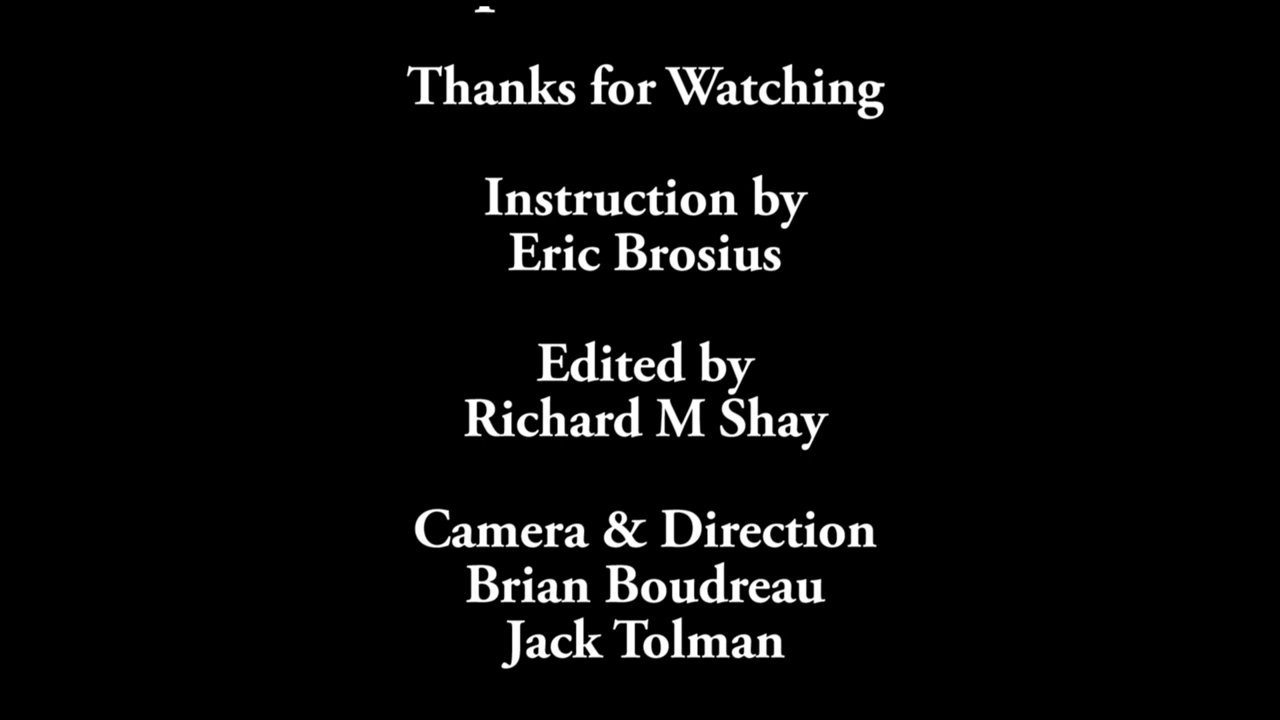 Thanks for Watching
Instruction by
Eric Brosius
Edited by
Richard M Shay
Camera & Direction
Brian Boudreau
Jack Tolman